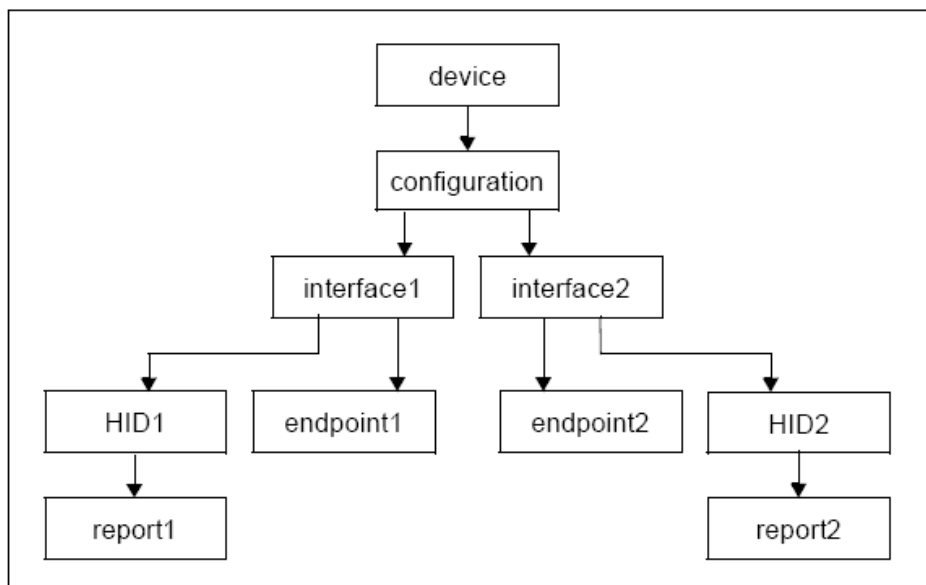 device
configuration
interface1
interface2
HID1
endpoint1
endpoint2
HID2
report1
report2